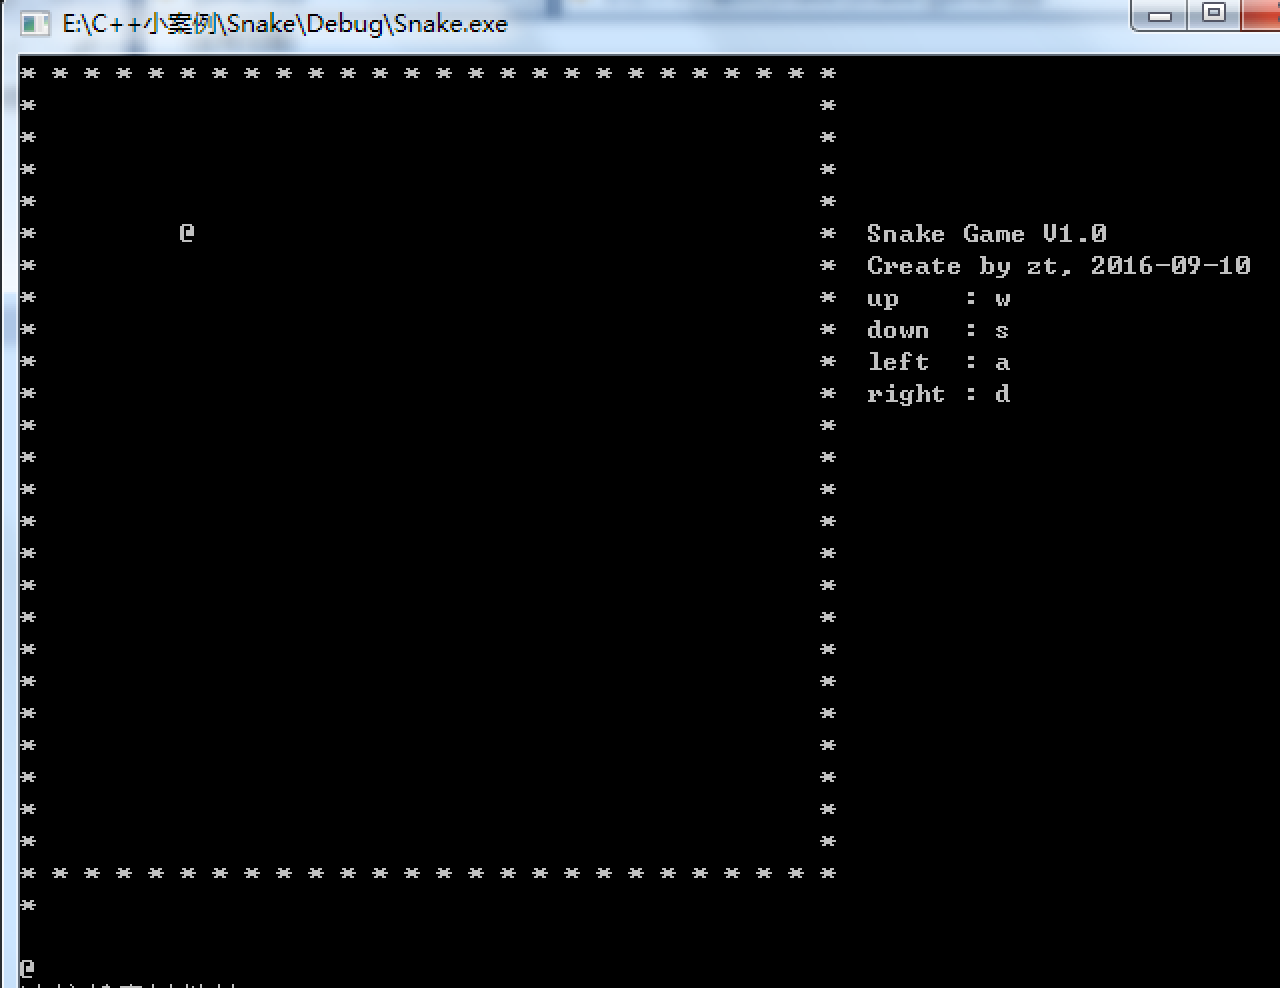 E:\C++小案例\Snake\Debug\Snake.exe
* * * * * * * * * * * * * * * * * * * * * * * * * *
* *
* *
* *
* *
* @ * Snake Game V1.0
* * Create by zt, 2016-09-10
* * up : w
* * down : s
* * left : a
* * right : d
* *
* *
* *
* *
* *
* *
* *
* *
* *
* *
* *
* *
* *
* *
* * * * * * * * * * * * * * * * * * * * * * * * * *
*
@